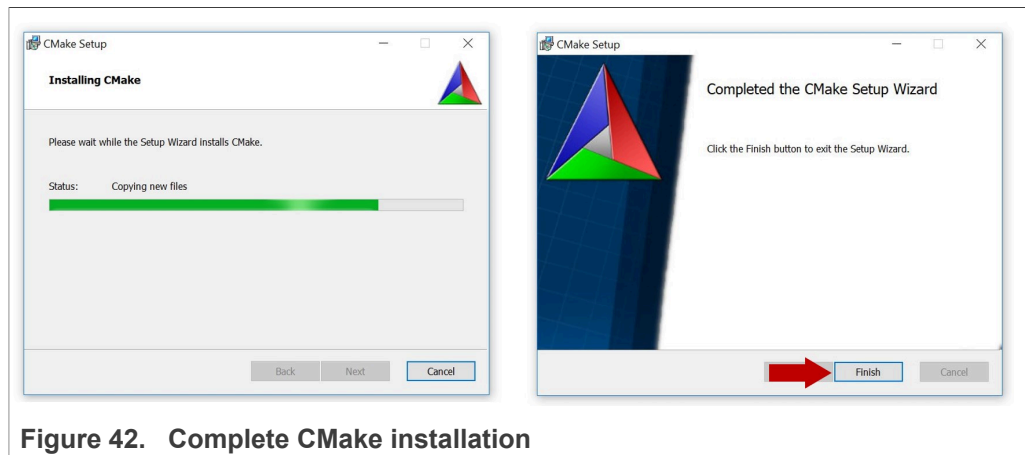 CMake Setup
Installing CMake
Please wait while the Setup Wizard installs CMake.
Status: Copying new files
Back Next Cancel
CMake Setup
Completed the CMake Setup Wizard
Click the Finish button to exit the Setup Wizard.
Finish Cancel
Figure 42. Complete CMake installation